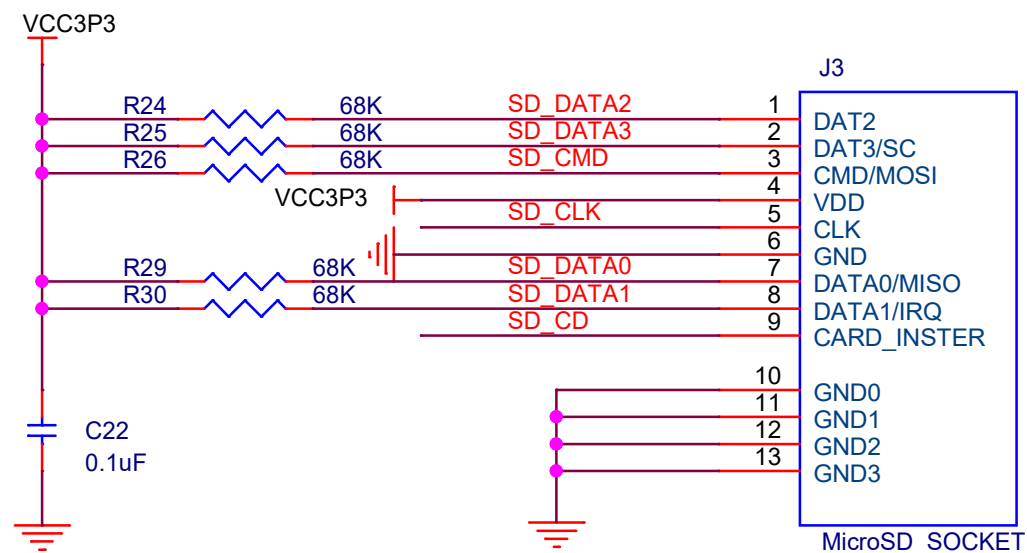 VCC3P3
J3
R24 68K SD_DATA2 1 DAT2
R25 68K SD_DATA3 2 DAT3/SC
R26 68K SD_CMD 3 CMD/MOSI
VCC3P3 4 VDD
SD_CLK 5 CLK
6 GND
R29 68K SD_DATA0 7 DATA0/MISO
R30 68K SD_DATA1 8 DATA1/IRQ
SD_CD 9 CARD_INSTER
10 GND0
11 GND1
12 GND2
13 GND3
C22
0.1uF
MicroSD SOCKET